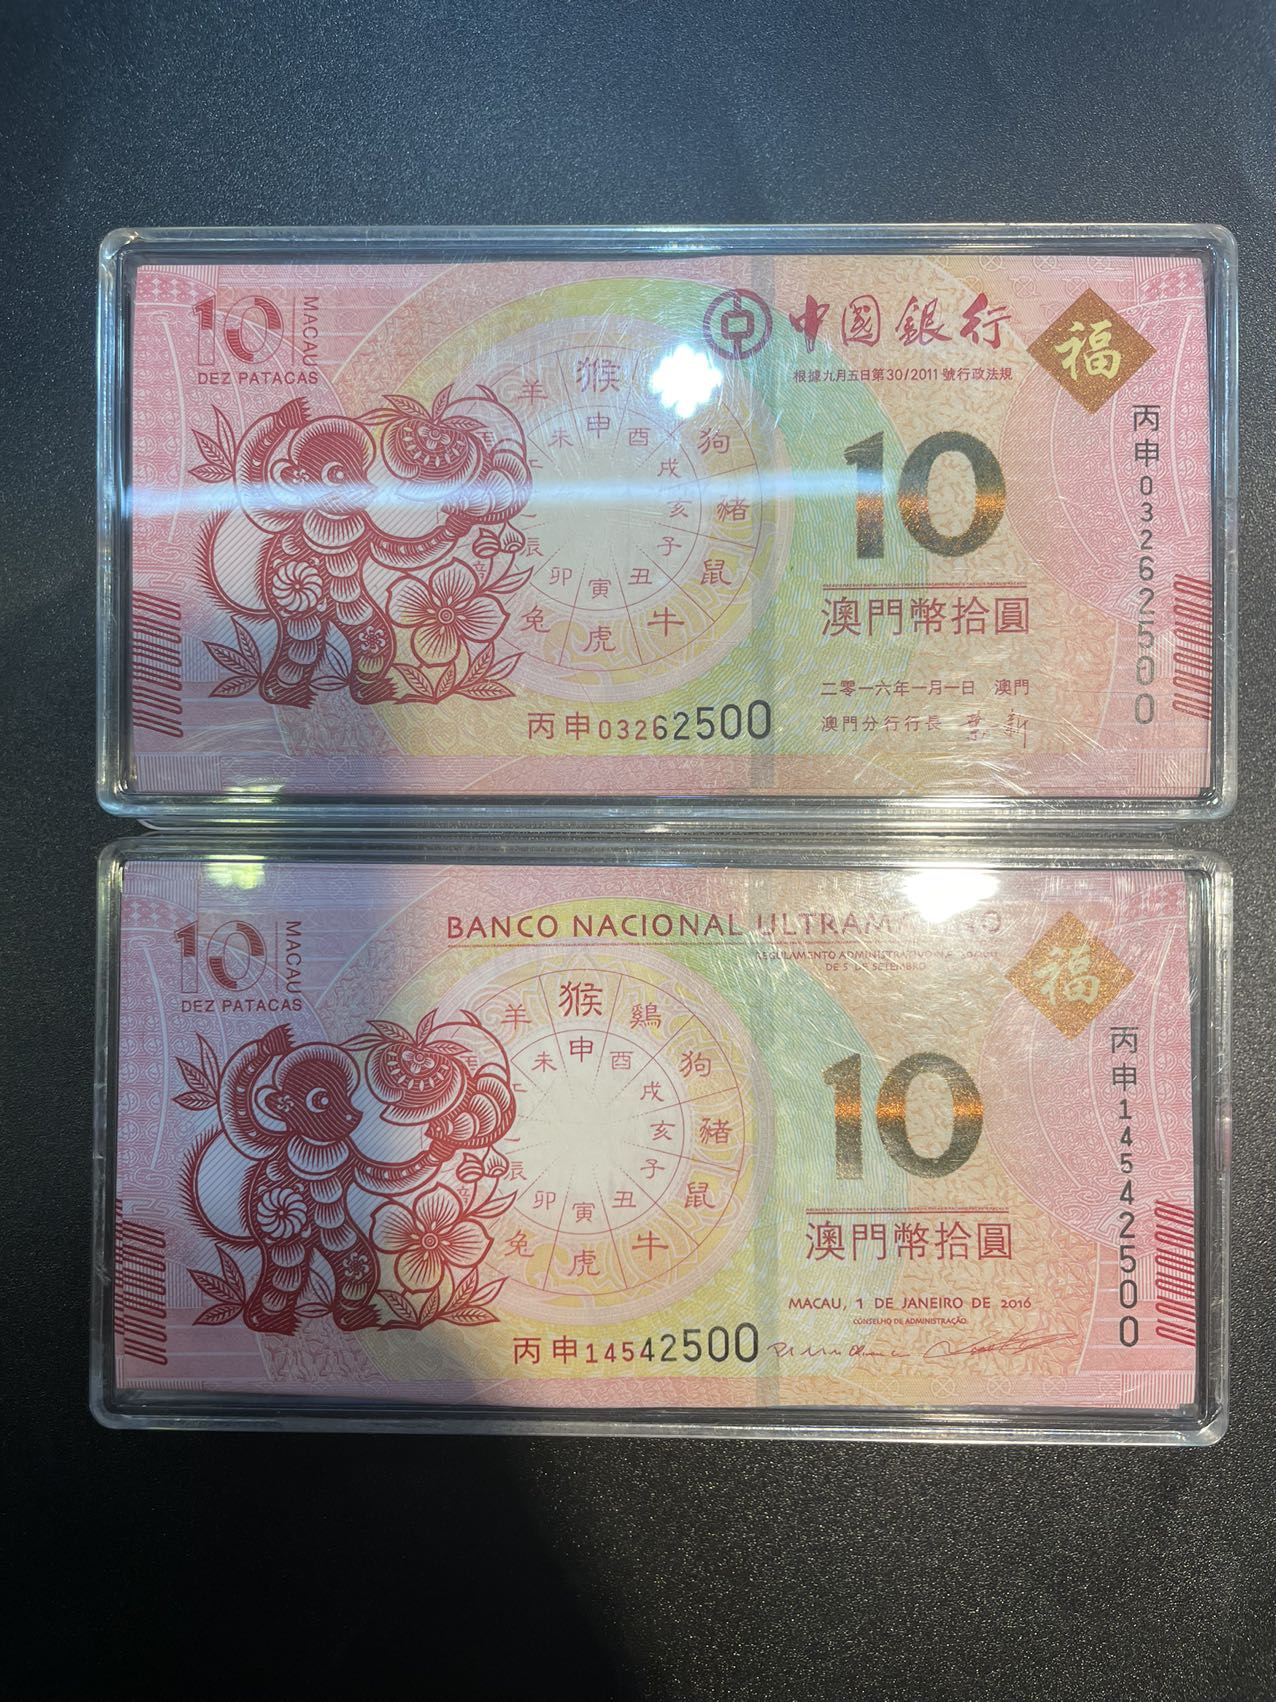 10
MACAU
DEZ PATACAS
中國銀行
根據九月五日第30/2011號行政法規
福
羊 猴 狗 豬 鼠 牛 虎 兔
未 申 酉 戌 亥 子 丑 寅 卯 辰
10
澳門幣拾圓
二零一六年一月一日 澳門
澳門分行行長
丙申03262500
丙申03262500
10
MACAU
DEZ PATACAS
BANCO NACIONAL
DE 5 DE SETEMBRO
福
羊 猴 鷄 狗 豬 鼠 牛 虎 兔
未 申 酉 戌 亥 子 丑 寅 卯 辰
10
澳門幣拾圓
MACAU, 1 DE JANEIRO DE 2016
CONSELHO DE ADMINISTRAÇÃO
丙申14542500
丙申14542500